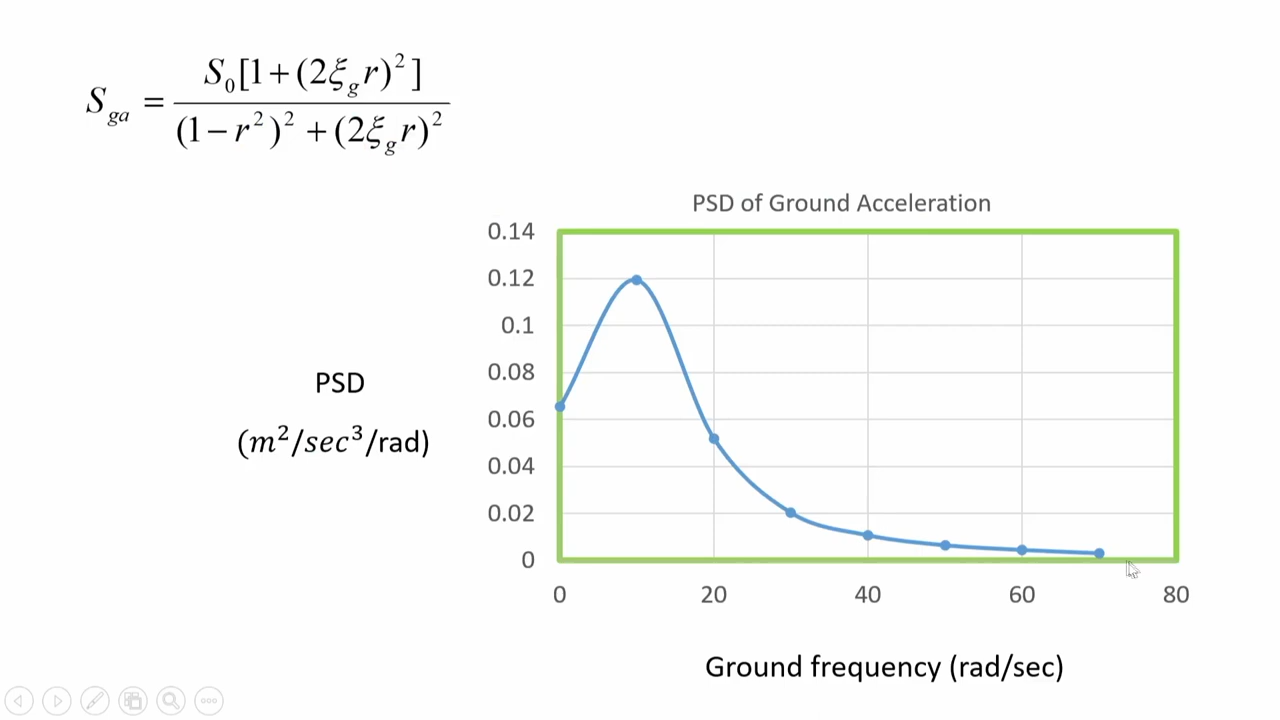 S_ga = S_0[1+(2ξ_g r)^2] / (1−r^2)^2 +(2ξ_g r)^2
PSD of Ground Acceleration
0.14
0.12
0.1
0.08
0.06
0.04
0.02
0
PSD
(m²/sec³/rad)
0 20 40 60 80
Ground frequency (rad/sec)